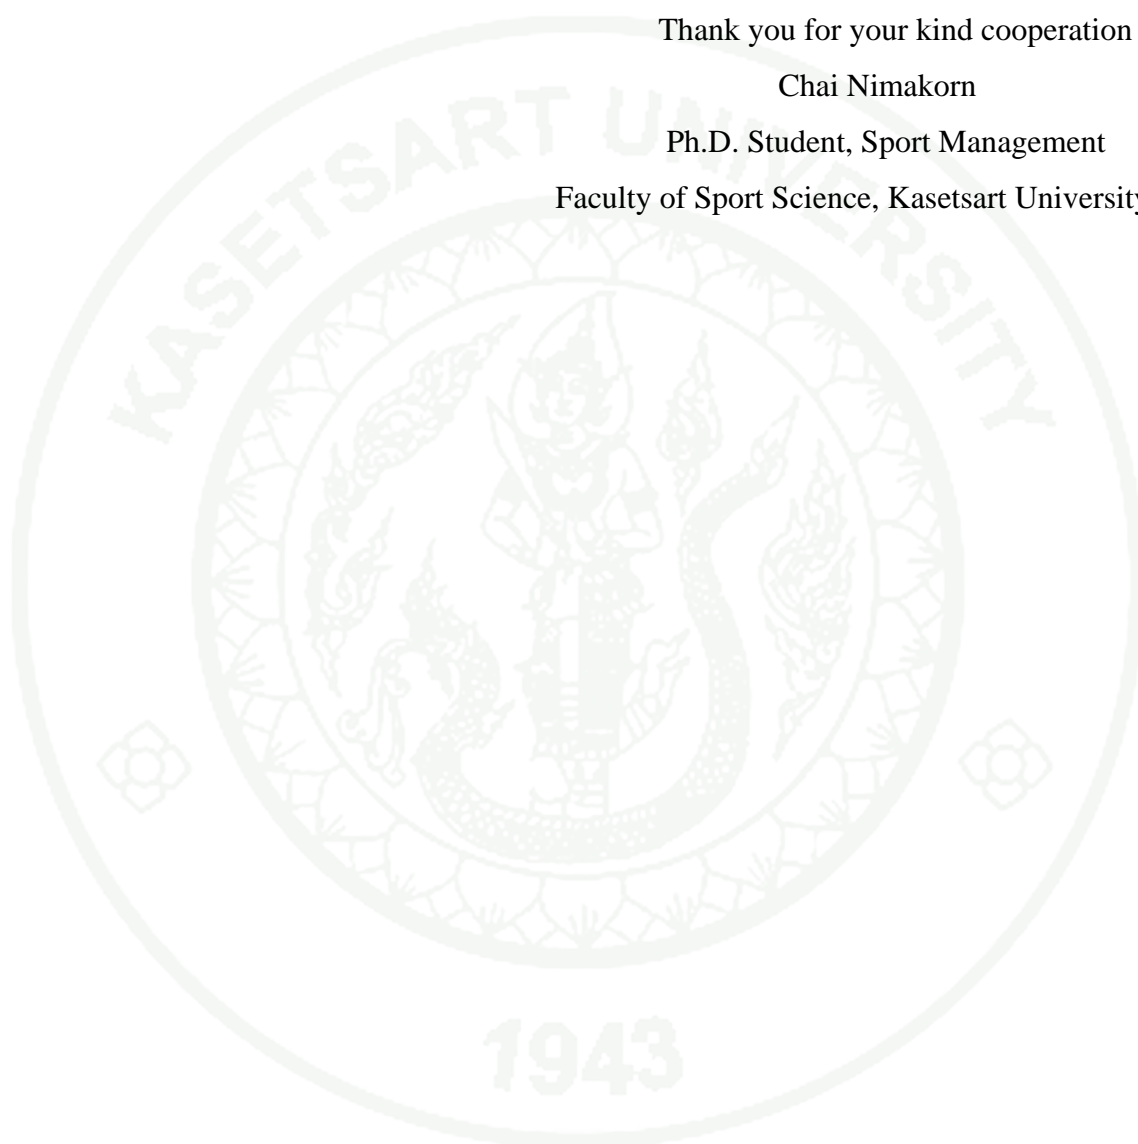 Thank you for your kind cooperation
Chai Nimakorn
Ph.D. Student, Sport Management
Faculty of Sport Science, Kasetsart University
KASETSART UNIVERSITY
1943